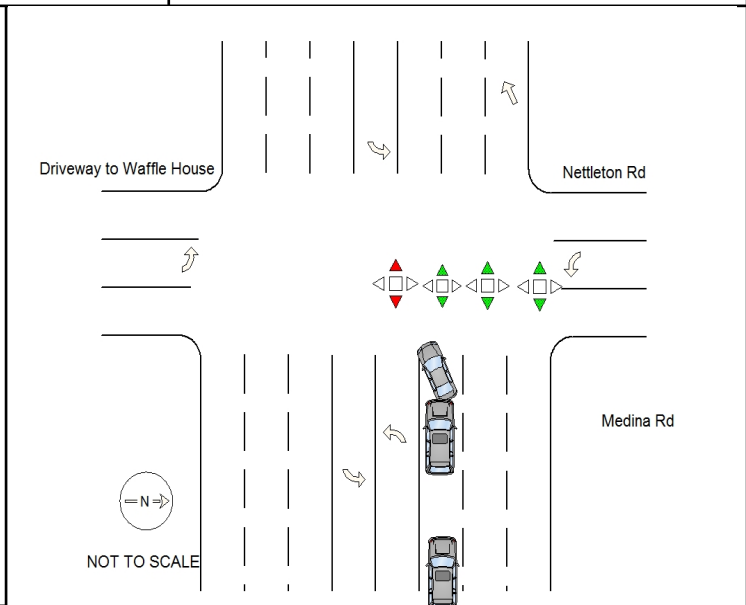 Driveway to Waffle House
Nettleton Rd
Medina Rd
N
NOT TO SCALE